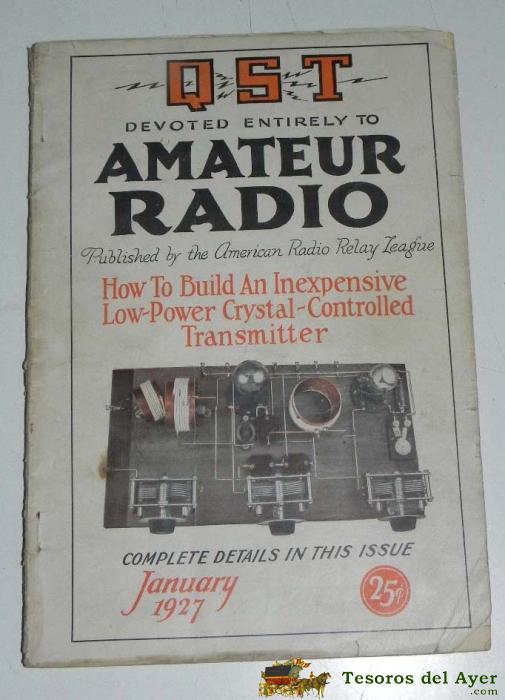 QST
DEVOTED ENTIRELY TO
AMATEUR
RADIO
Published by the American Radio Relay League
How To Build An Inexpensive
Low-Power Crystal-Controlled
Transmitter
COMPLETE DETAILS IN THIS ISSUE
January
1927
25¢
Tesoros del Ayer
.com